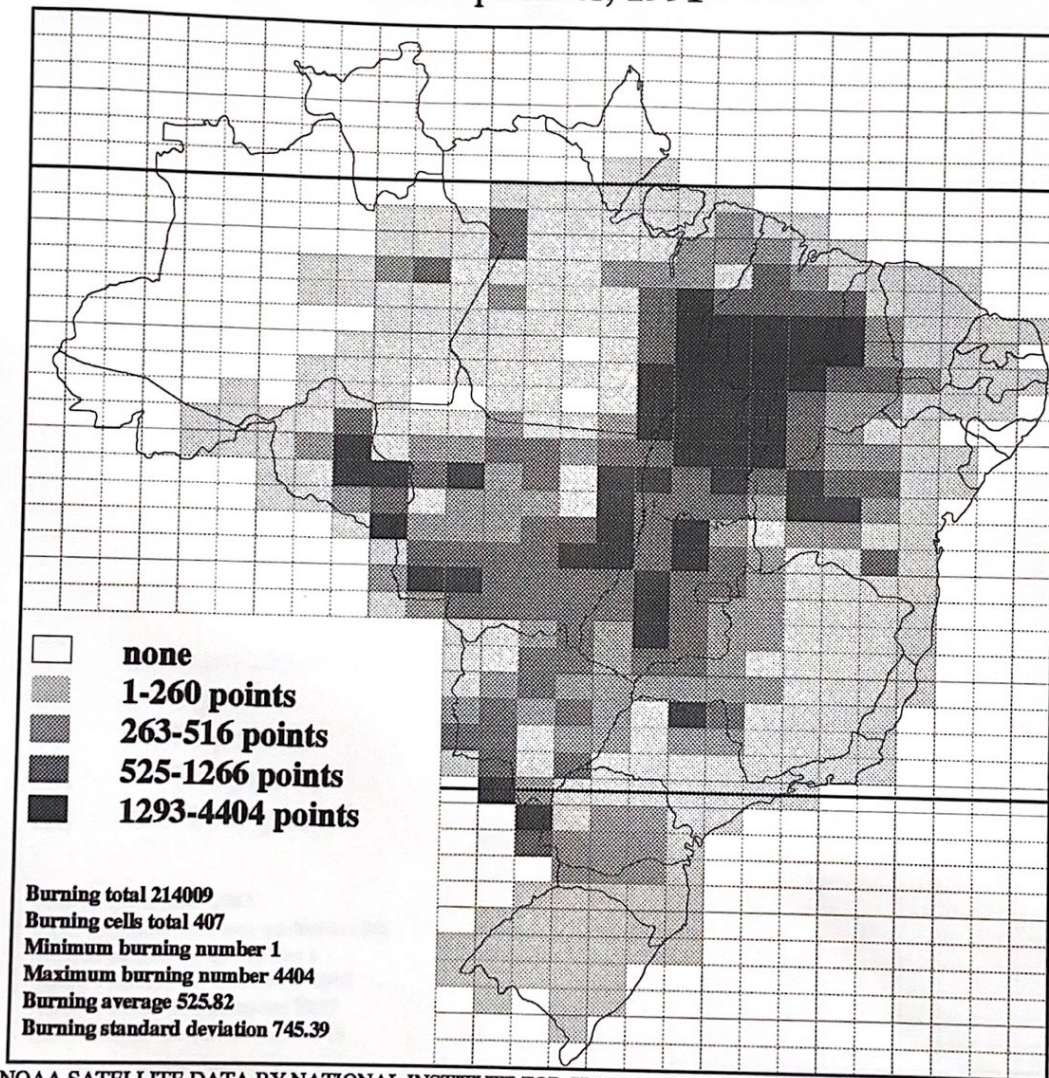 1991
none
1-260 points
263-516 points
525-1266 points
1293-4404 points
Burning total 214009
Burning cells total 407
Minimum burning number 1
Maximum burning number 4404
Burning average 525.82
Burning standard deviation 745.39
NOAA SATELLITE DATA BY NATIONAL INSTITUTE FOR